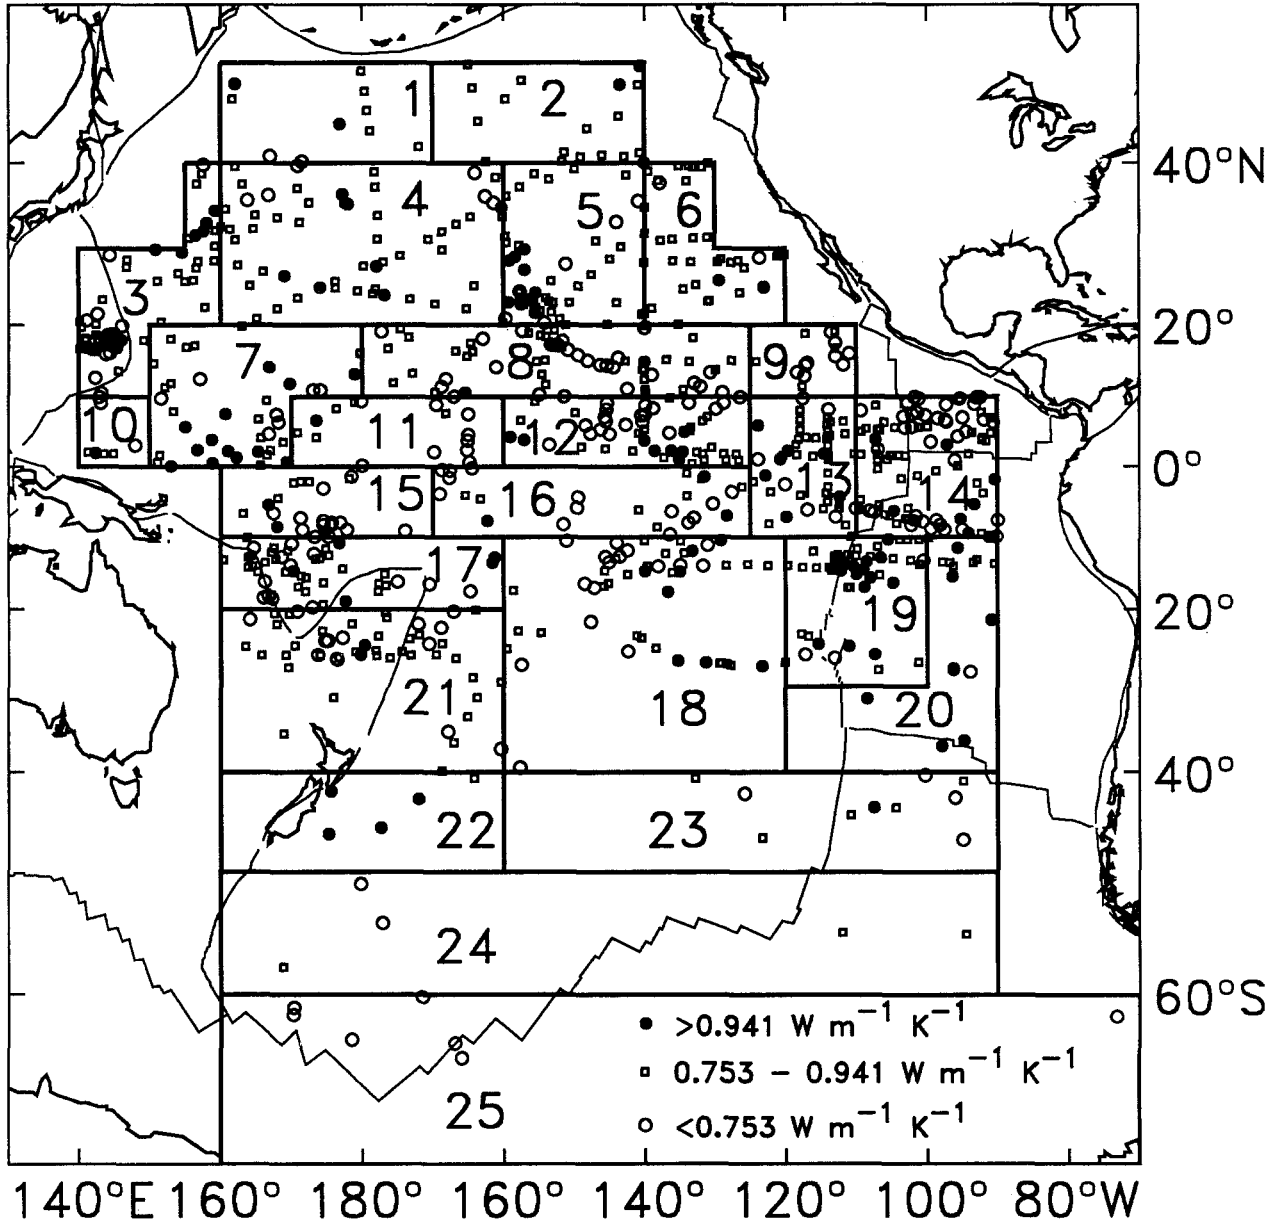 1 2
40°N
4 5 6
3
20°
7 8 9
10 11 12
0°
15 16 13 14
17
19
20°
21 18 20
40°
22 23
24
60°S
>0.941 W m⁻¹ K⁻¹
0.753 – 0.941 W m⁻¹ K⁻¹
<0.753 W m⁻¹ K⁻¹
25
140°E 160° 180° 160° 140° 120° 100° 80°W